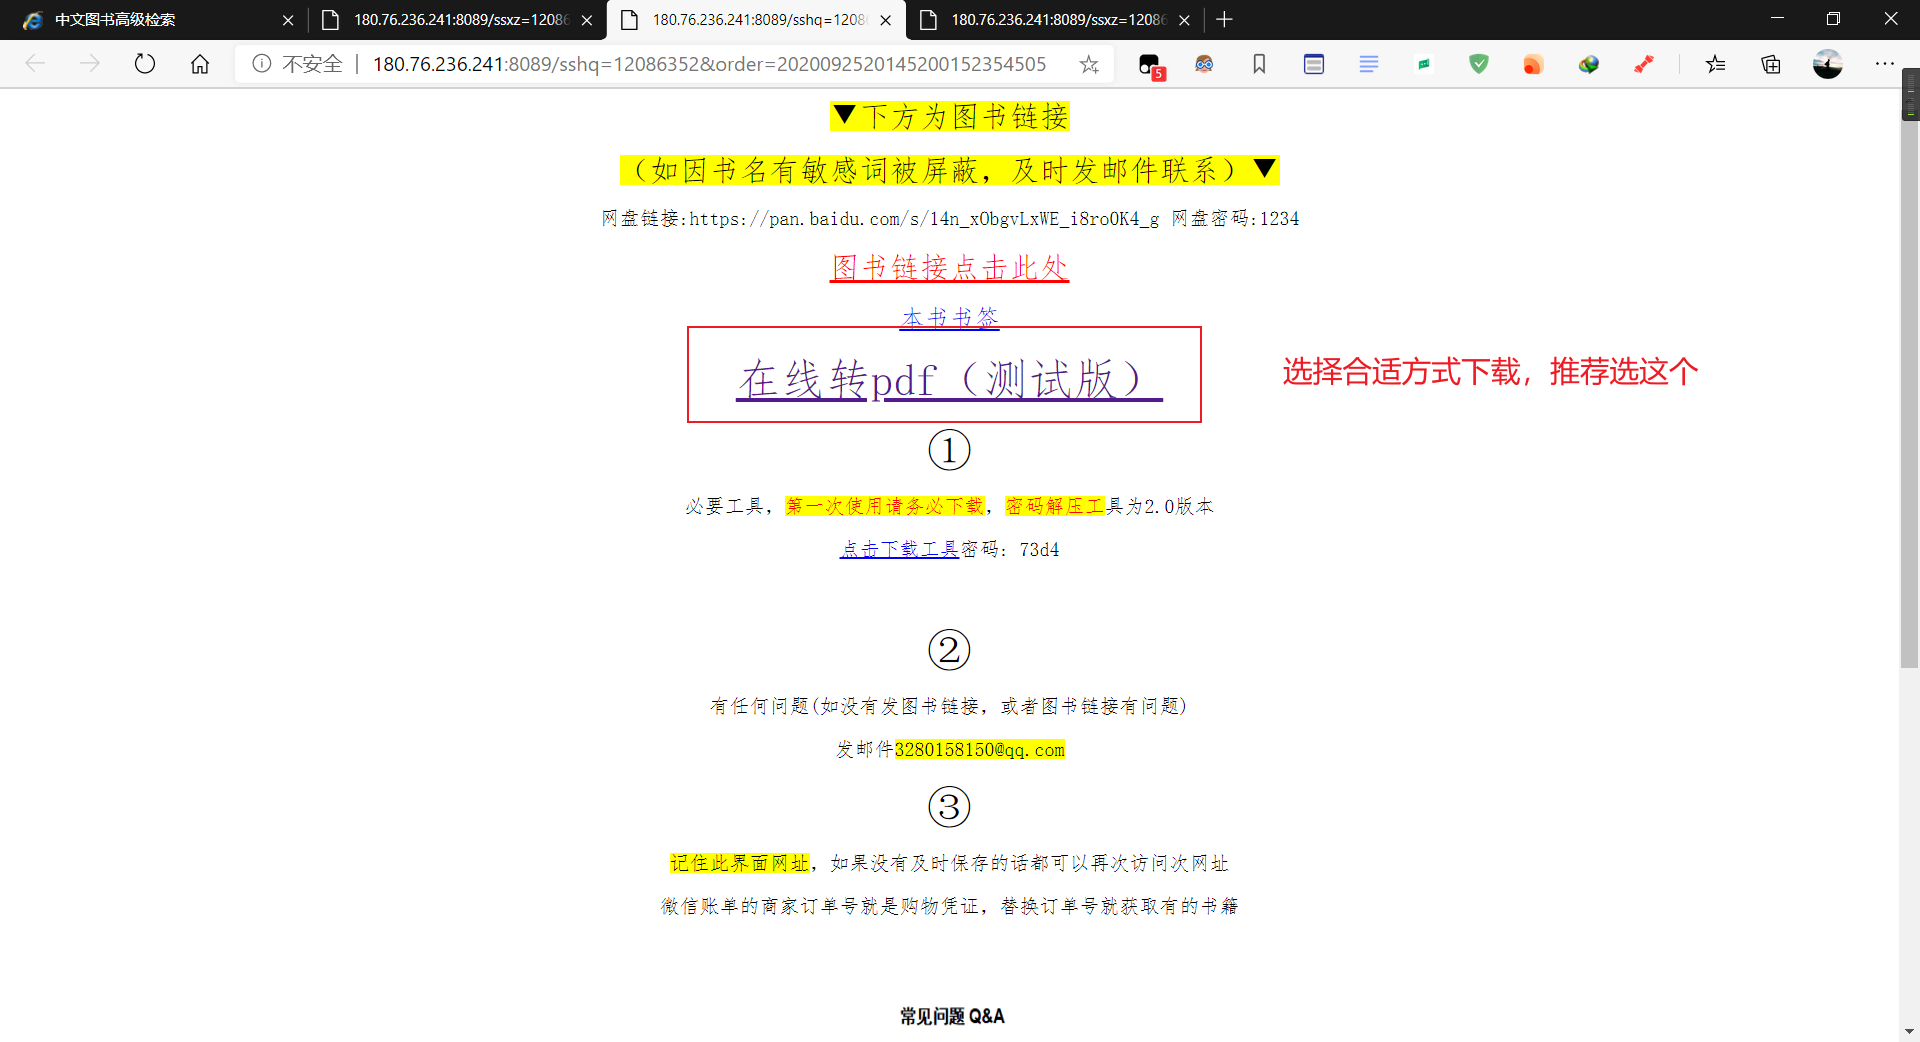 中文图书高级检索
180.76.236.241:8089/ssxz=12086
180.76.236.241:8089/sshq=1208
180.76.236.241:8089/ssxz=12086
不安全 | 180.76.236.241:8089/sshq=12086352&order=2020092520145200152354505
5
▼下方为图书链接
（如因书名有敏感词被屏蔽，及时发邮件联系）▼
网盘链接:https://pan.baidu.com/s/14n_xObgvLxWE_i8roOK4_g 网盘密码:1234
图书链接点击此处
本书书签
在线转pdf（测试版）
选择合适方式下载，推荐选这个
①
必要工具，第一次使用请务必下载，密码解压工具为2.0版本
点击下载工具密码：73d4
②
有任何问题(如没有发图书链接，或者图书链接有问题)
发邮件3280158150@qq.com
③
记住此界面网址，如果没有及时保存的话都可以再次访问次网址
微信账单的商家订单号就是购物凭证，替换订单号就获取有的书籍
常见问题 Q&A